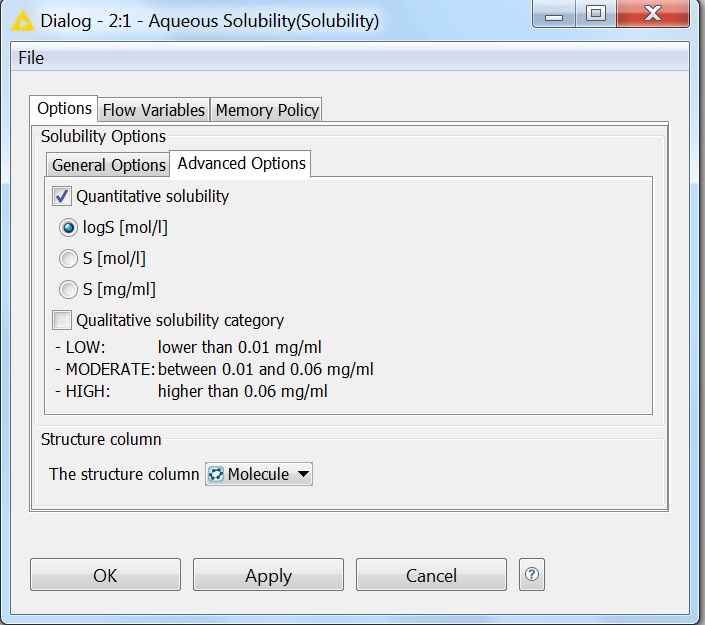 Dialog - 2:1 - Aqueous Solubility(Solubility)
File
Options Flow Variables Memory Policy
Solubility Options
General Options Advanced Options
Quantitative solubility
logS [mol/l]
S [mol/l]
S [mg/ml]
Qualitative solubility category
- LOW: lower than 0.01 mg/ml
- MODERATE: between 0.01 and 0.06 mg/ml
- HIGH: higher than 0.06 mg/ml
Structure column
The structure column Molecule
OK Apply Cancel ?